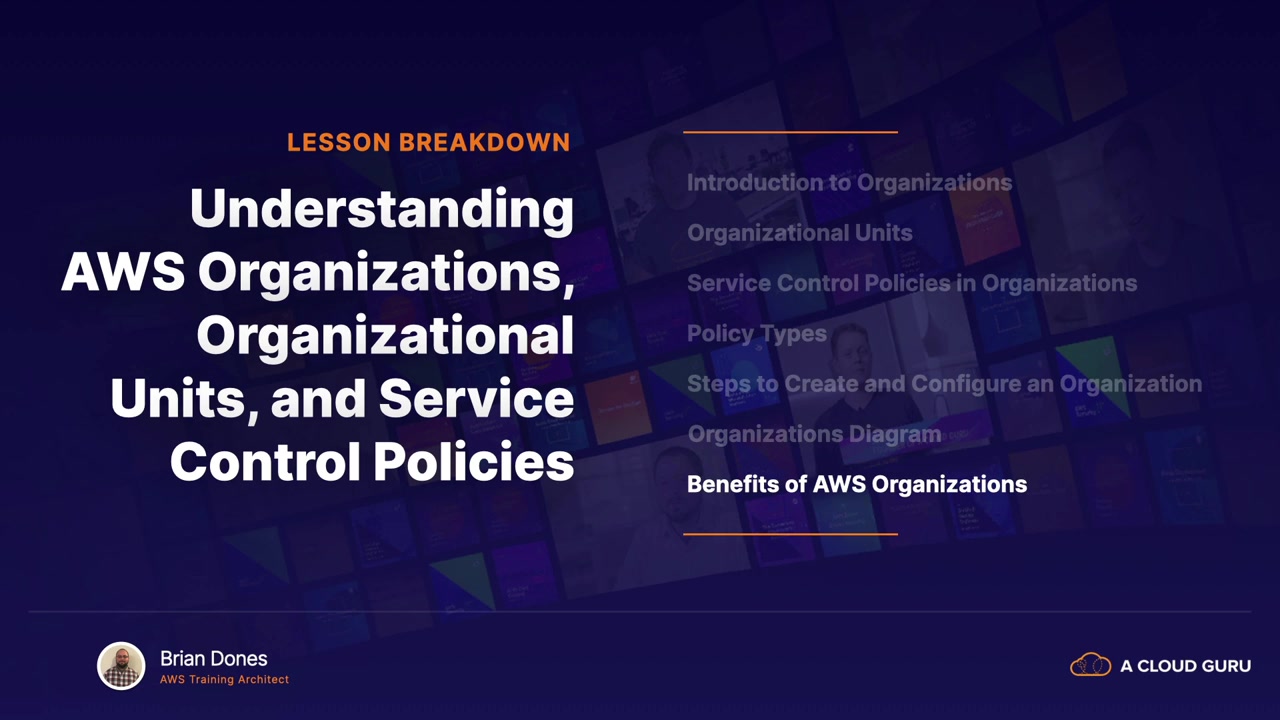 LESSON BREAKDOWN
Understanding
AWS Organizations,
Organizational
Units, and Service
Control Policies
Introduction to Organizations
Organizational Units
Service Control Policies in Organizations
Policy Types
Steps to Create and Configure an Organization
Organizations Diagram
Benefits of AWS Organizations
Brian Dones
AWS Training Architect
A CLOUD GURU